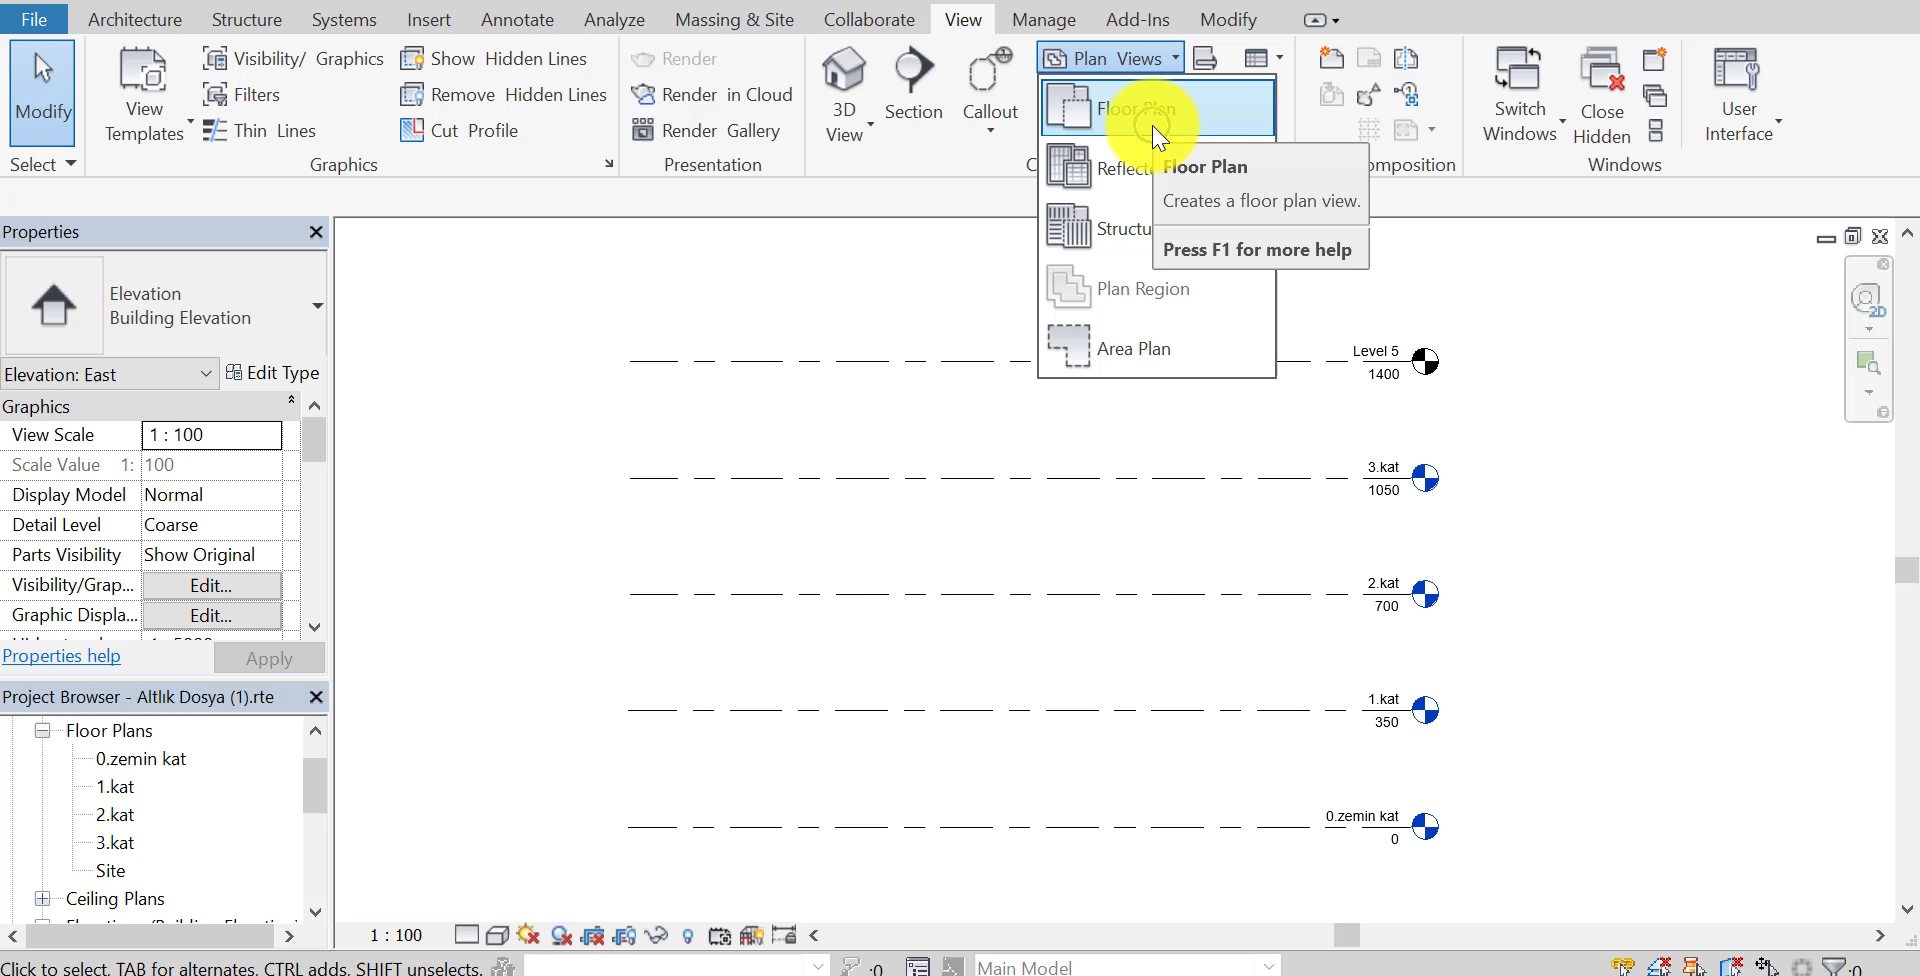 File Architecture Structure Systems Insert Annotate Analyze Massing & Site Collaborate View Manage Add-Ins Modify
Modify
Select
View Templates
Visibility/ Graphics
Filters
Thin Lines
Show Hidden Lines
Remove Hidden Lines
Cut Profile
Graphics
Render
Render in Cloud
Render Gallery
Presentation
3D View
Section
Callout
Plan Views
Floor Plan
Plan Region
Area Plan
Floor Plan
Creates a floor plan view.
Press F1 for more help
Switch Windows
Close Hidden
Windows
User Interface
Properties
Elevation
Building Elevation
Elevation: East
Edit Type
Graphics
View Scale 1 : 100
Scale Value 1: 100
Display Model Normal
Detail Level Coarse
Parts Visibility Show Original
Visibility/Grap... Edit...
Graphic Displa... Edit...
Properties help
Apply
Project Browser - Altlık Dosya (1).rte
Floor Plans
0.zemin kat
1.kat
2.kat
3.kat
Site
Ceiling Plans
Level 5
1400
3.kat
1050
2.kat
700
1.kat
350
0.zemin kat
0
1 : 100
2D
Click to select, TAB for alternates, CTRL adds, SHIFT unselects.
:0
Main Model
:0